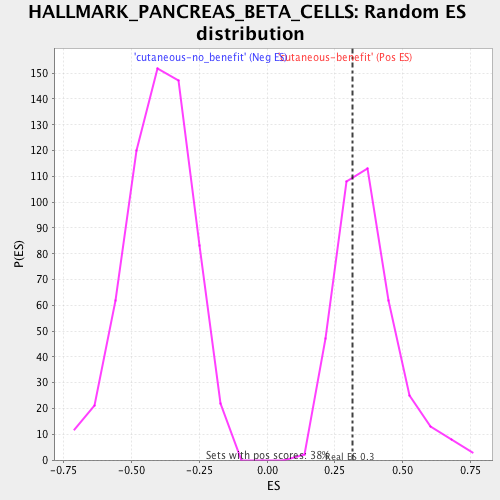 HALLMARK_PANCREAS_BETA_CELLS: Random ES
distribution
'cutaneous-no_benefit' (Neg ES)
'cutaneous-benefit' (Pos ES)
P(ES)
150
140
130
120
110
100
90
80
70
60
50
40
30
20
10
0
Sets with pos scores: 38%
Real ES 0.3
-0.75 -0.50 -0.25 0.00 0.25 0.50 0.75
ES